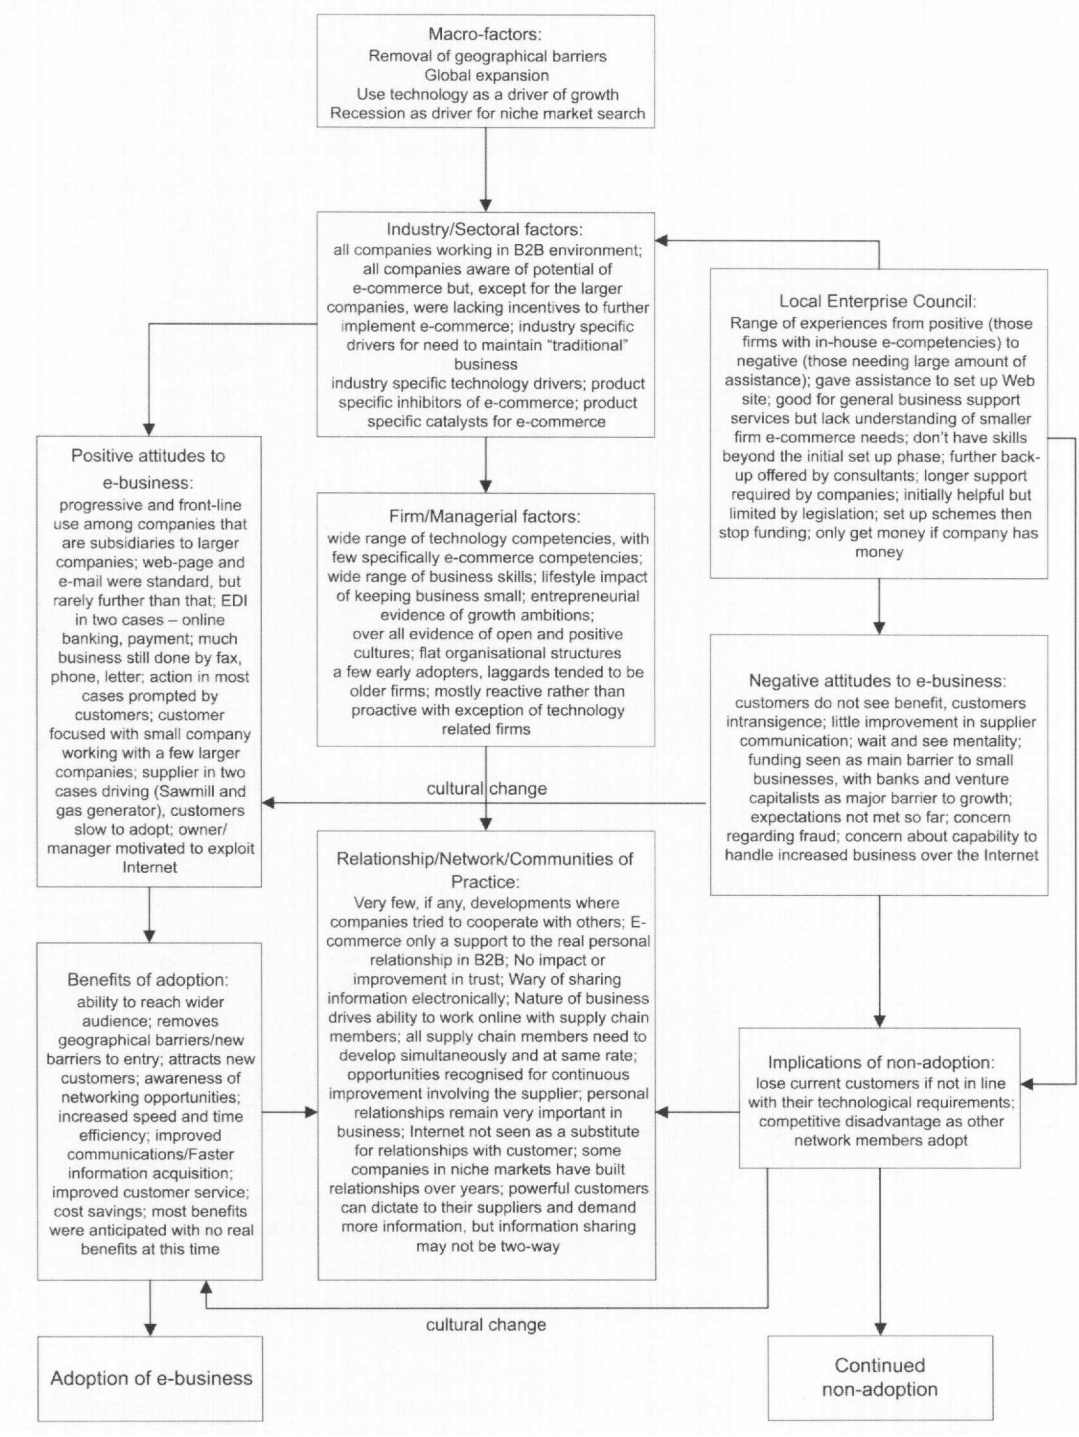 Macro-factors:
Removal of geographical barriers
Global expansion
Use technology as a driver of growth
Recession as driver for niche market search
Industry/Sectoral factors:
all companies working in B2B environment;
all companies aware of potential of
e-commerce but, except for the larger
companies, were lacking incentives to further
implement e-commerce; industry specific
drivers for need to maintain “traditional”
business
industry specific technology drivers; product
specific inhibitors of e-commerce; product
specific catalysts for e-commerce
Local Enterprise Council:
Range of experiences from positive (those
firms with in-house e-competencies) to
negative (those needing large amount of
assistance); gave assistance to set up Web
site; good for general business support
services but lack understanding of smaller
firm e-commerce needs; don't have skills
beyond the initial set up phase; further back-
up offered by consultants; longer support
required by companies; initially helpful but
limited by legislation; set up schemes then
stop funding; only get money if company has
money
Positive attitudes to
e-business:
progressive and front-line
use among companies that
are subsidiaries to larger
companies; web-page and
e-mail were standard, but
rarely further than that; EDI
in two cases – online
banking, payment; much
business still done by fax,
phone, letter; action in most
cases prompted by
customers; customer
focused with small company
working with a few larger
companies; supplier in two
cases driving (Sawmill and
gas generator), customers
slow to adopt; owner/
manager motivated to exploit
Internet
Firm/Managerial factors:
wide range of technology competencies, with
few specifically e-commerce competencies;
wide range of business skills; lifestyle impact
of keeping business small; entrepreneurial
evidence of growth ambitions;
over all evidence of open and positive
cultures; flat organisational structures
a few early adopters, laggards tended to be
older firms; mostly reactive rather than
proactive with exception of technology
related firms
Negative attitudes to e-business:
customers do not see benefit, customers
intransigence; little improvement in supplier
communication; wait and see mentality;
funding seen as main barrier to small
businesses, with banks and venture
capitalists as major barrier to growth;
expectations not met so far; concern
regarding fraud; concern about capability to
handle increased business over the Internet
cultural change
Relationship/Network/Communities of
Practice:
Very few, if any, developments where
companies tried to cooperate with others; E-
commerce only a support to the real personal
relationship in B2B; No impact or
improvement in trust; Wary of sharing
information electronically; Nature of business
drives ability to work online with supply chain
members; all supply chain members need to
develop simultaneously and at same rate;
opportunities recognised for continuous
improvement involving the supplier; personal
relationships remain very important in
business; Internet not seen as a substitute
for relationships with customer; some
companies in niche markets have built
relationships over years; powerful customers
can dictate to their suppliers and demand
more information, but information sharing
may not be two-way
Benefits of adoption:
ability to reach wider
audience; removes
geographical barriers/new
barriers to entry; attracts new
customers; awareness of
networking opportunities;
increased speed and time
efficiency; improved
communications/Faster
information acquisition;
improved customer service;
cost savings; most benefits
were anticipated with no real
benefits at this time
Implications of non-adoption:
lose current customers if not in line
with their technological requirements;
competitive disadvantage as other
network members adopt
cultural change
Adoption of e-business
Continued
non-adoption